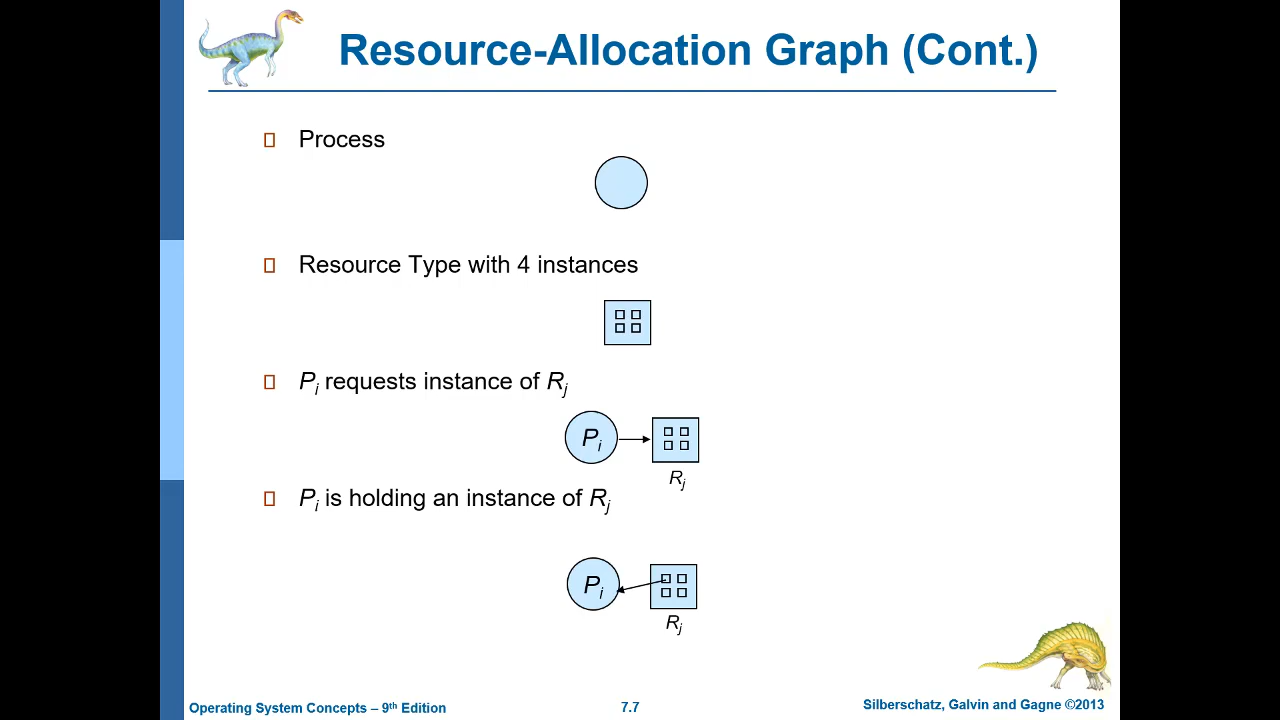 Resource-Allocation Graph (Cont.)
Process
Resource Type with 4 instances
Pi requests instance of Rj
Pi
Rj
Pi is holding an instance of Rj
Pi
Rj
Operating System Concepts – 9th Edition
7.7
Silberschatz, Galvin and Gagne ©2013